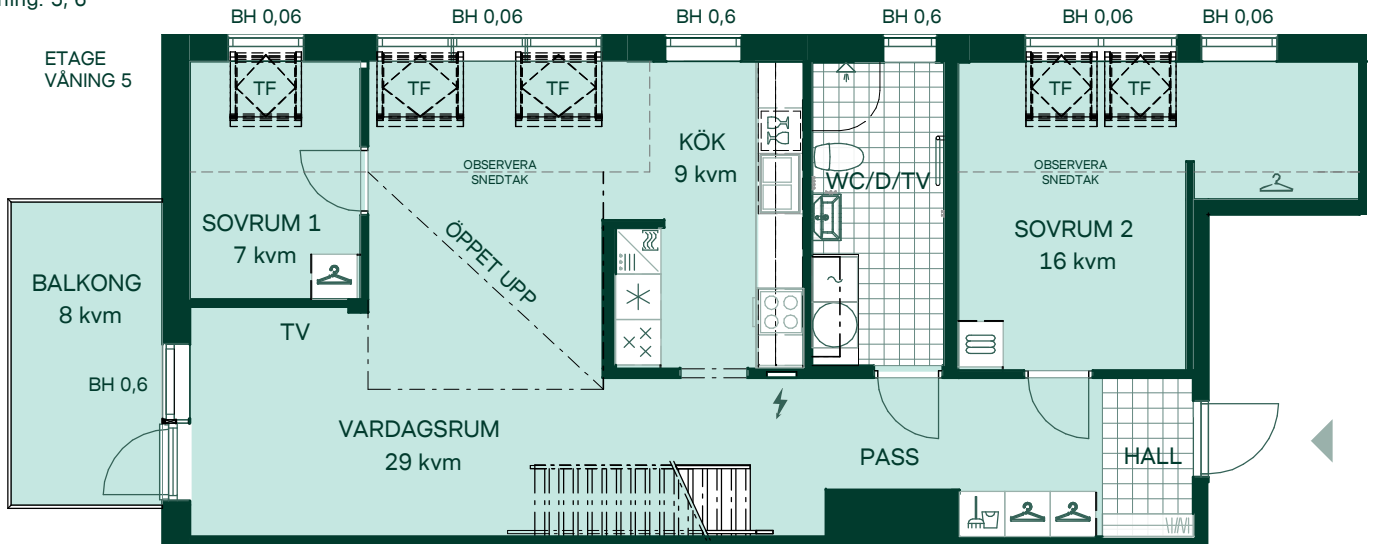 ning: 5, 6
BH 0,06
BH 0,06
BH 0,6
BH 0,6
BH 0,06
BH 0,06
ETAGE
VÅNING 5
TF
TF
TF
TF
TF
KÖK
9 kvm
OBSERVERA
SNEDTAK
WC/D/TV
OBSERVERA
SNEDTAK
SOVRUM 1
7 kvm
ÖPPET UPP
SOVRUM 2
16 kvm
BALKONG
8 kvm
TV
BH 0,6
VARDAGSRUM
29 kvm
PASS
HALL